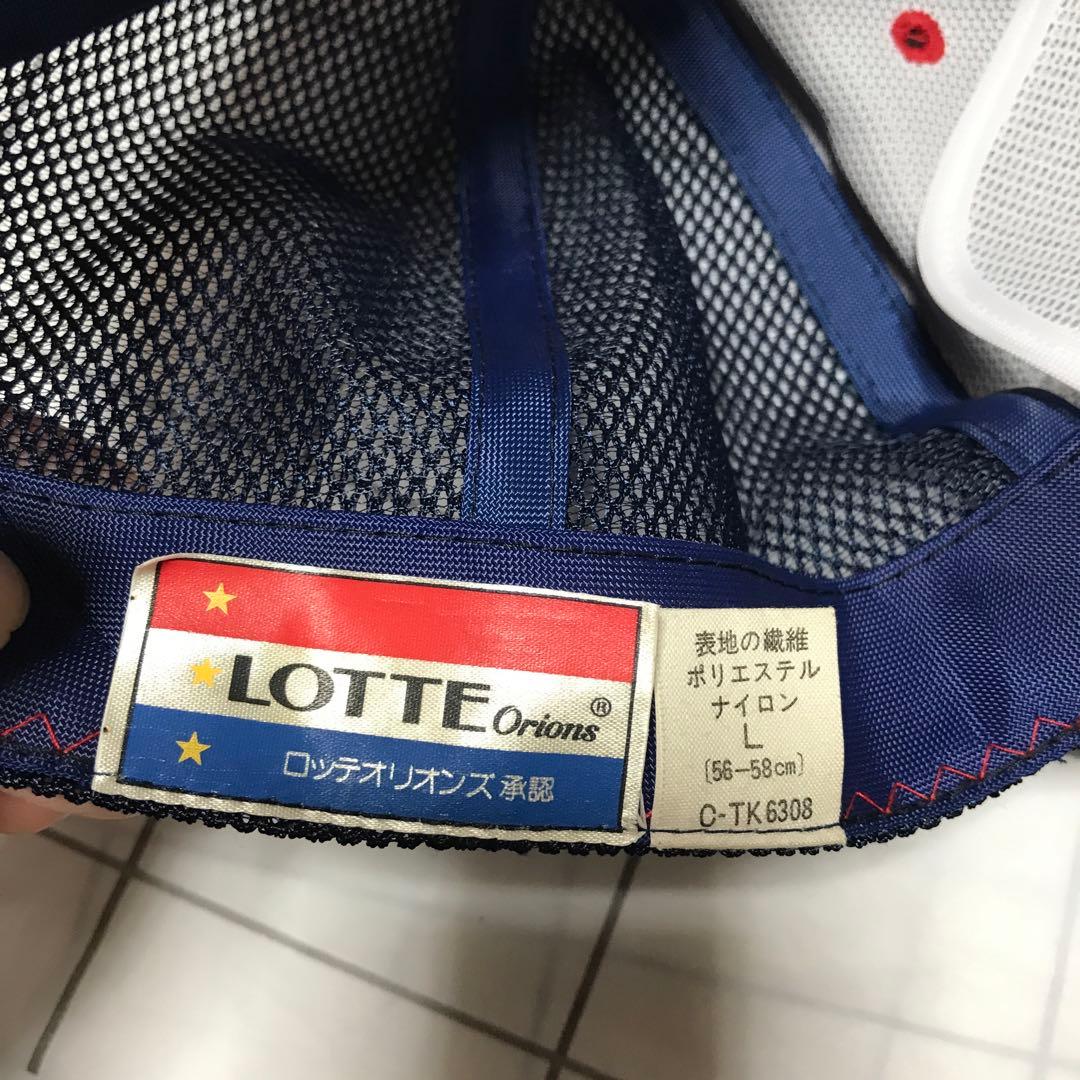 LOTTE Orions®
ロッテオリオンズ承認
表地の繊維
ポリエステル
ナイロン
L
(56-58cm)
C-TK6308